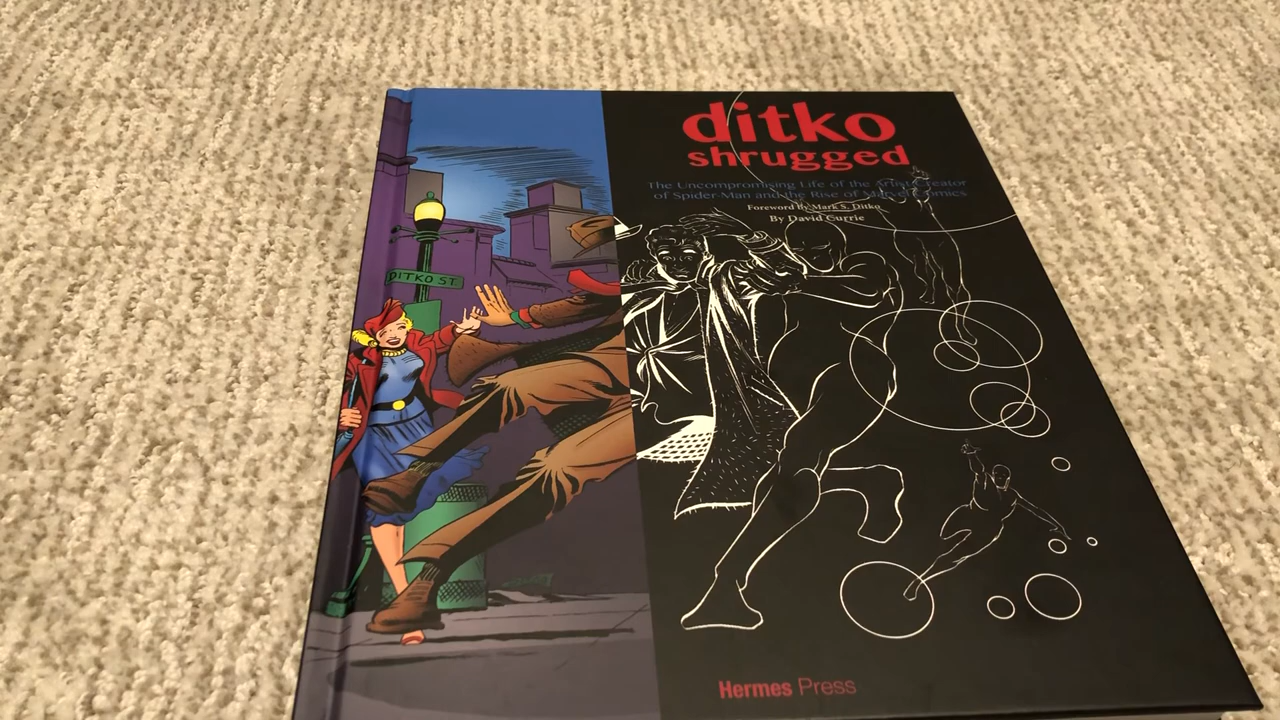 ditko
shrugged
The Uncompromising Life of the Artist Creator
of Spider-Man and the Rise of Marvel Comics
Foreword By Mark S. Ditko
By David Currie
DITKO ST
Hermes Press